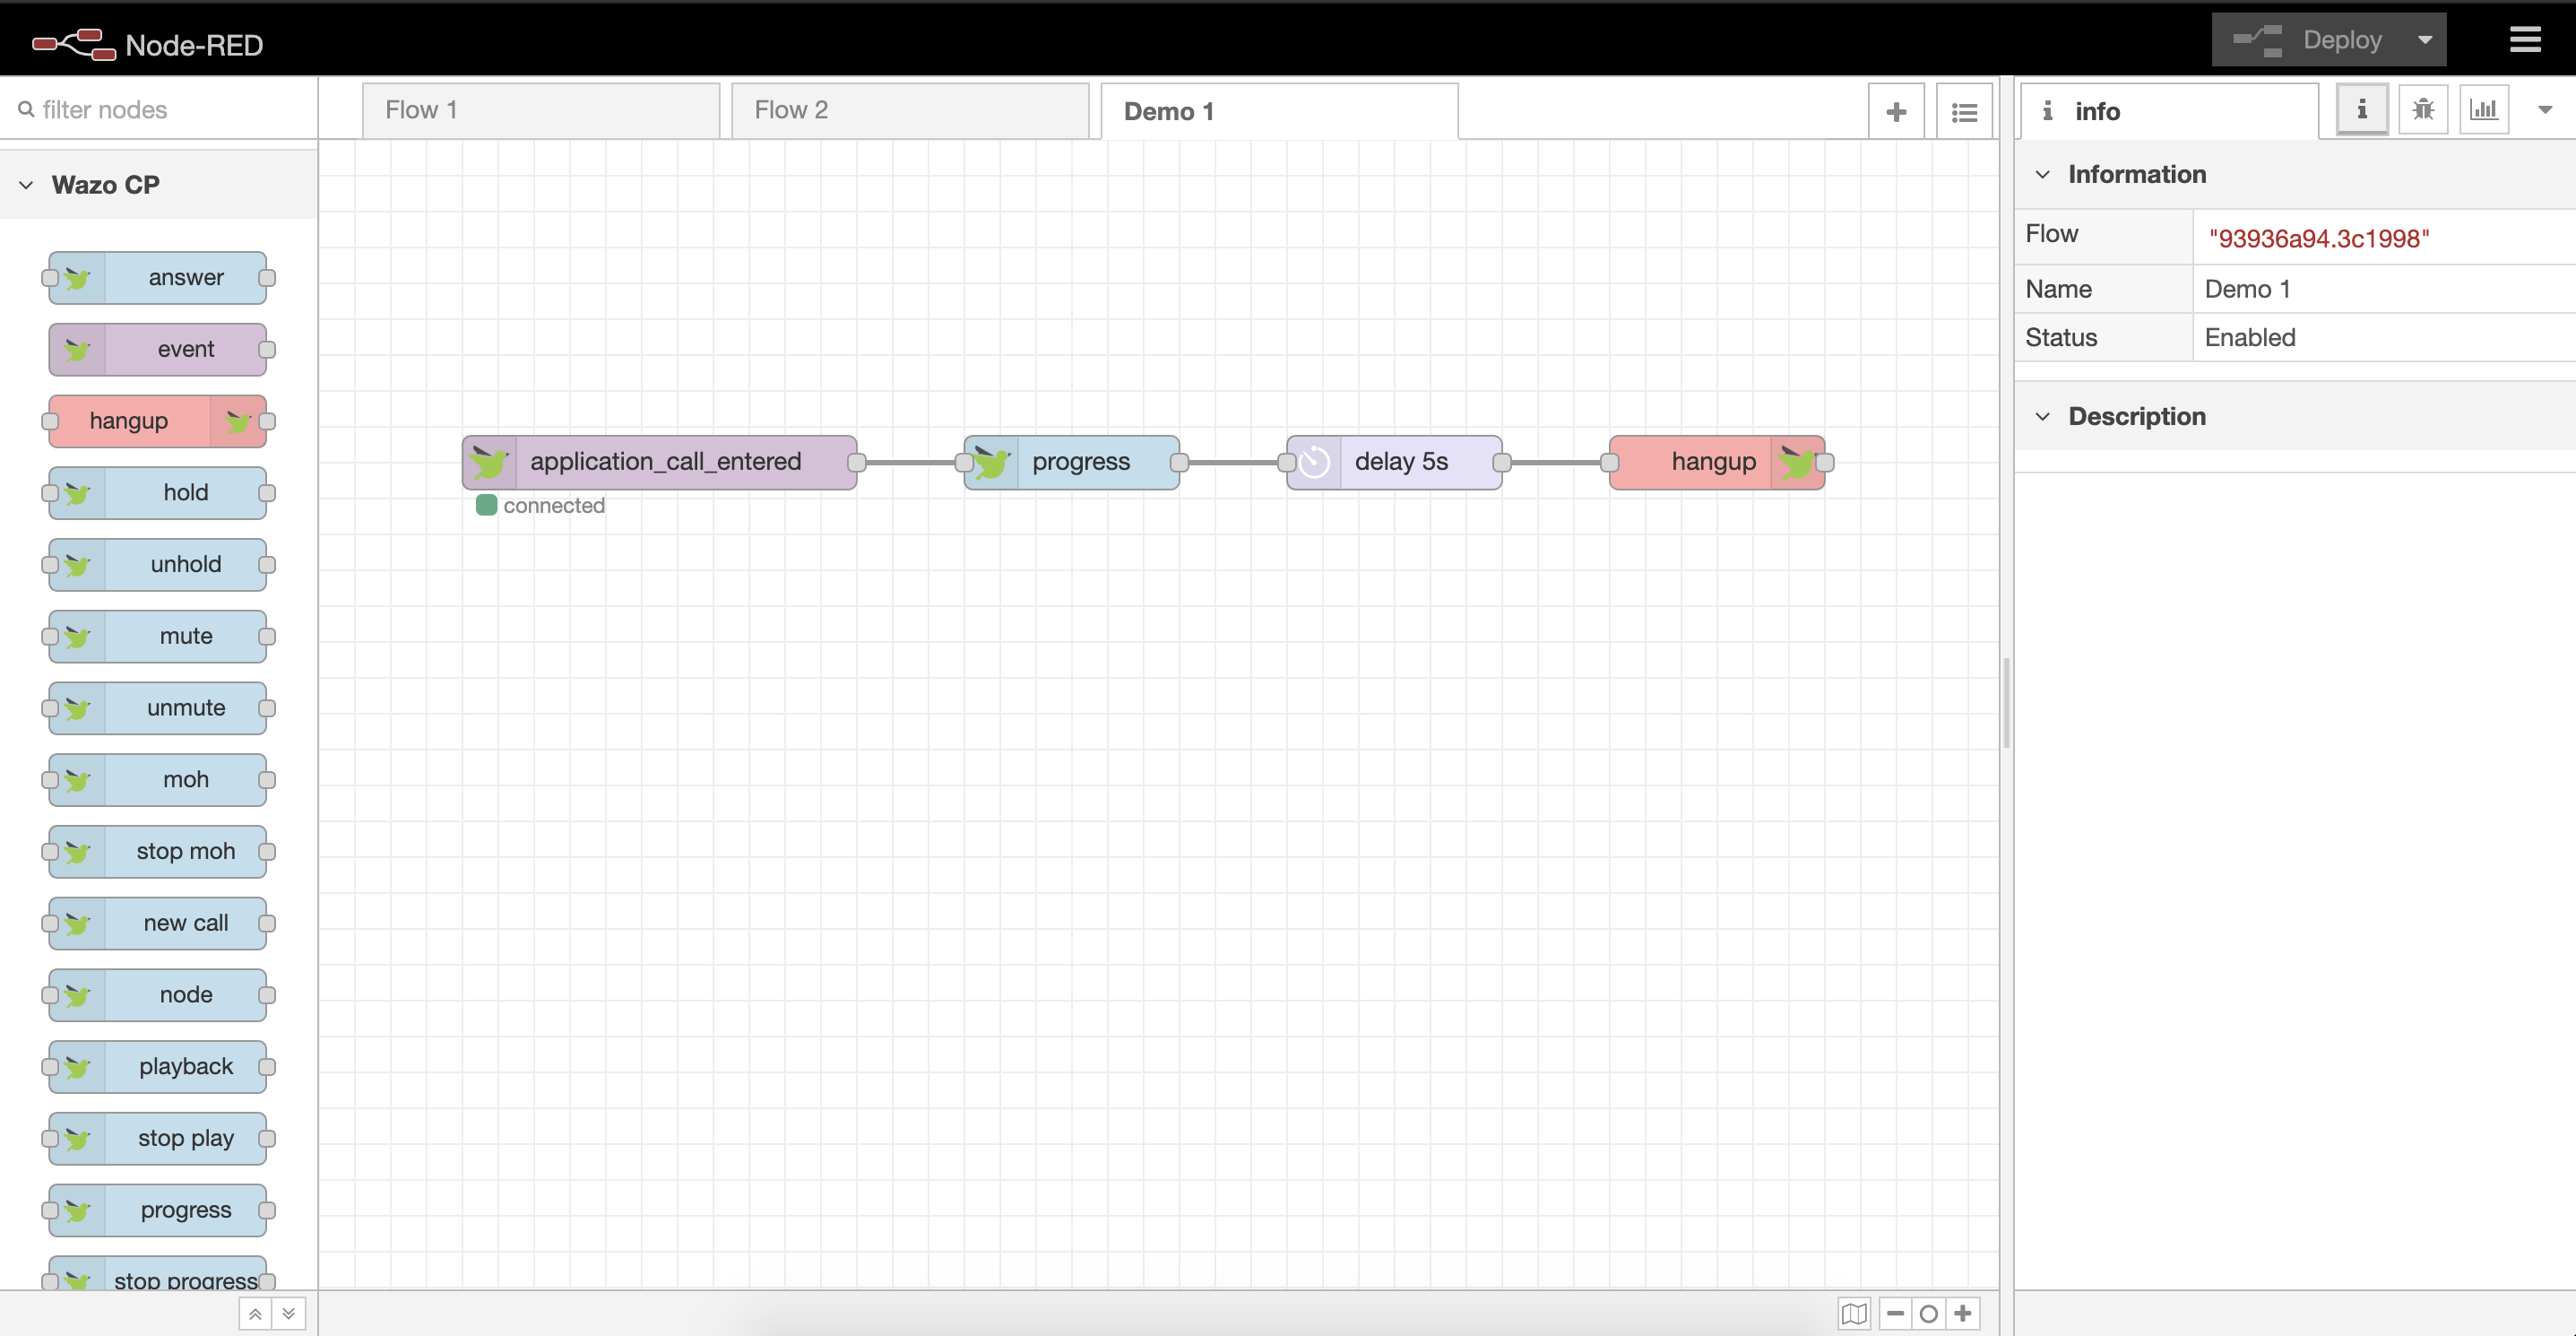 Node-RED
Deploy
filter nodes
Flow 1
Flow 2
Demo 1
info
Wazo CP
answer
event
hangup
hold
unhold
mute
unmute
moh
stop moh
new call
node
playback
stop play
progress
stop progress
application_call_entered
connected
progress
delay 5s
hangup
Information
Flow
"93936a94.3c1998"
Name
Demo 1
Status
Enabled
Description